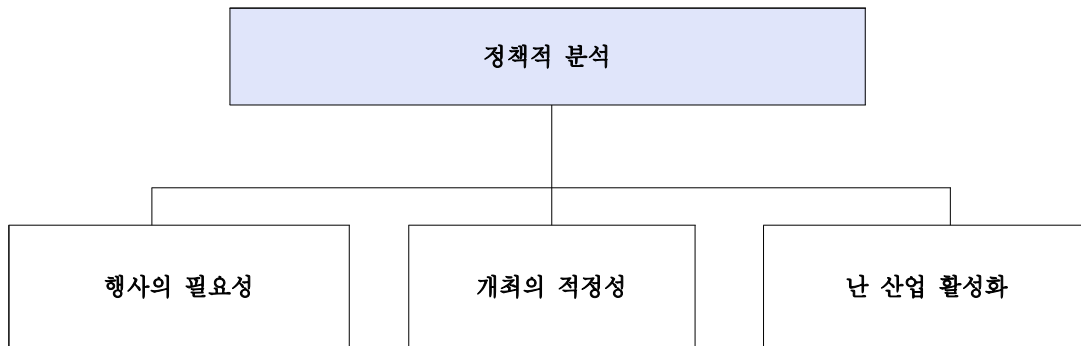 정책적 분석
행사의 필요성
개최의 적정성
난 산업 활성화